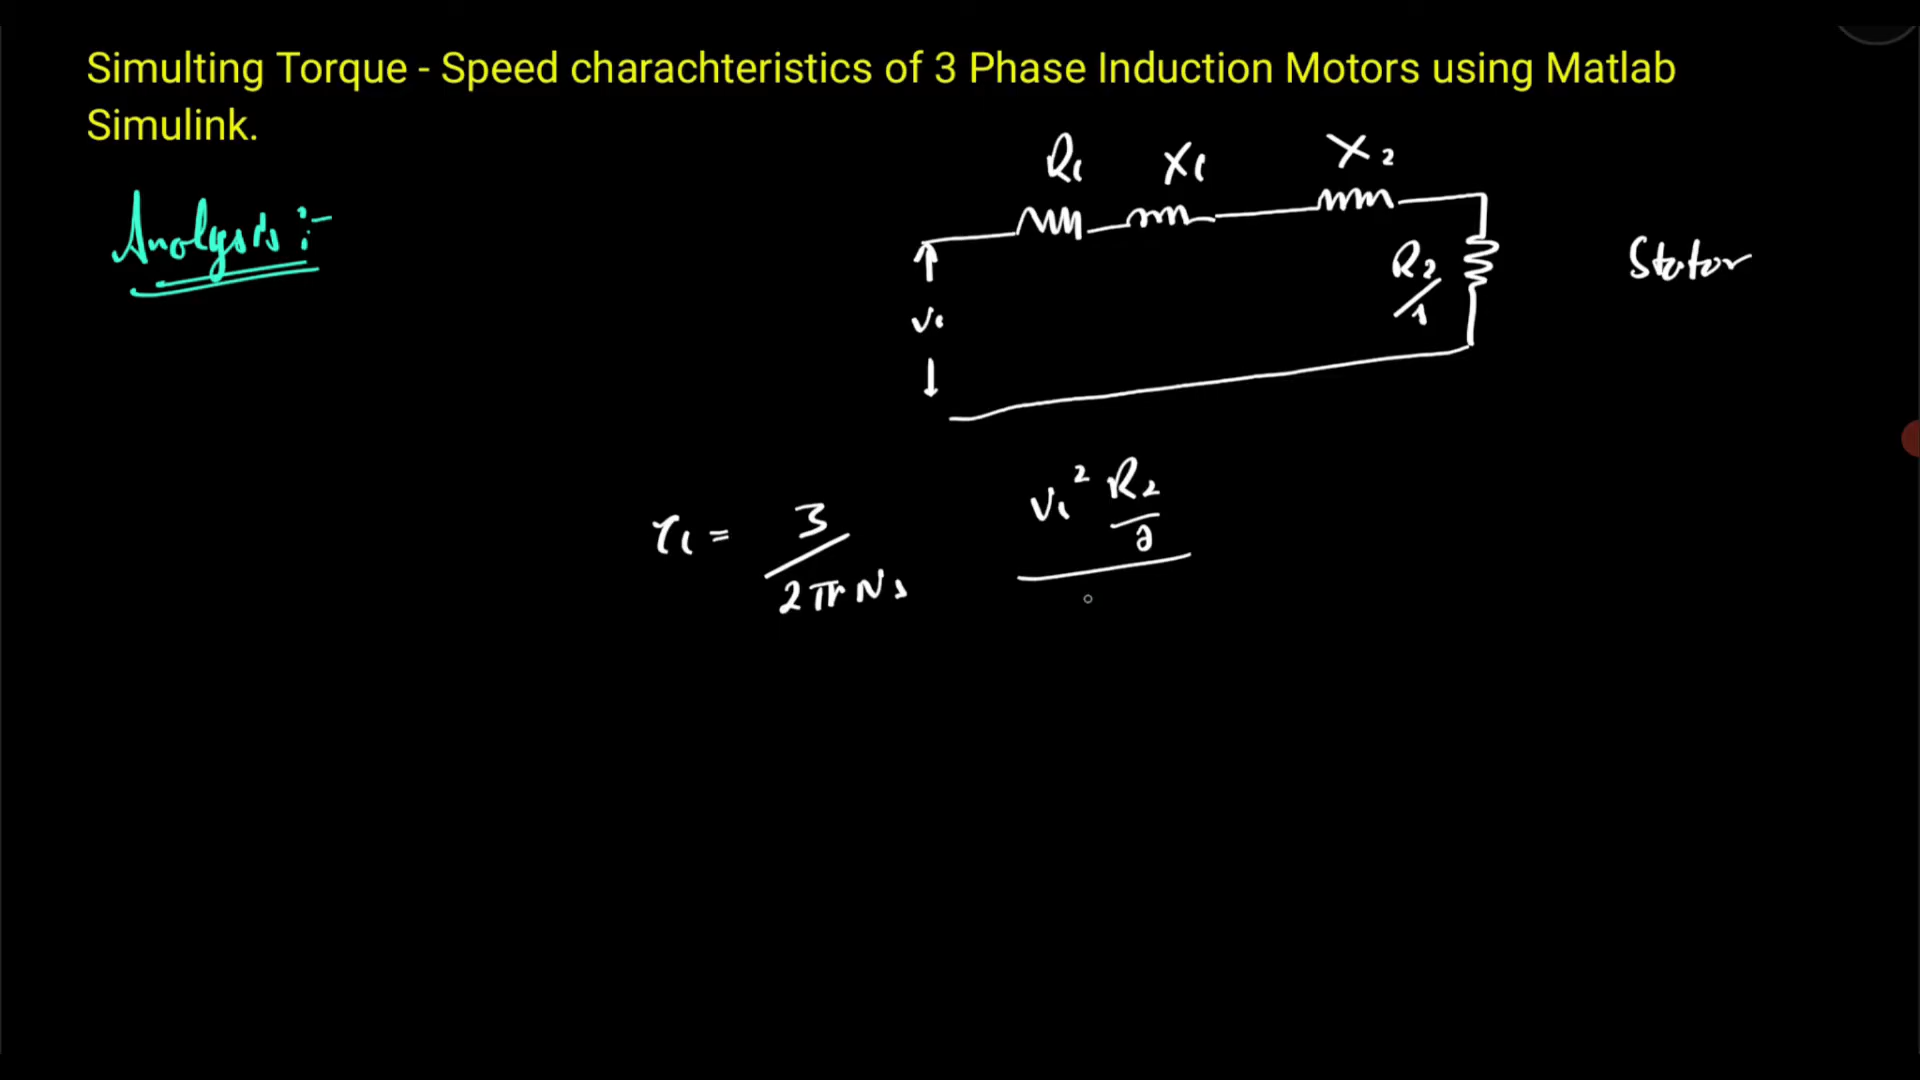 Simulting Torque - Speed charachteristics of 3 Phase Induction Motors using Matlab
Simulink.
Analysis :-
R₁ X₁ X₂
V₁
R₂/s
Stator
τ₁ = 3/2πNs V₁² R₂/s